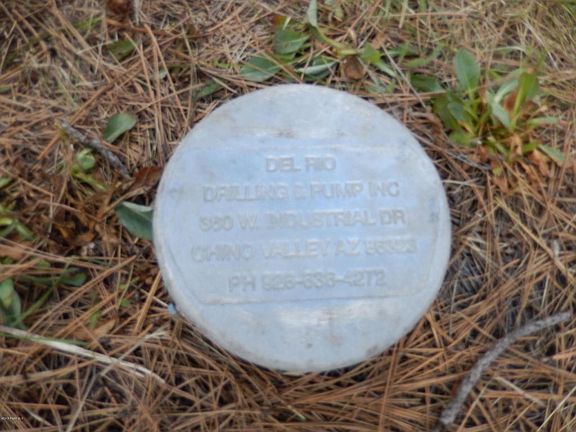 DEL RIO
DRILLING & PUMP INC
W. INDUSTRIAL DR
CHINO VALLEY AZ 86323
PH 928-636-4272